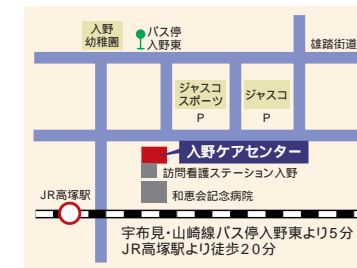 入野
幼稚園
バス停
入野東
雄踏街道
ジャスコ
スポーツ
P
ジャスコ
P
入野ケアセンター
訪問看護ステーション入野
和恵会記念病院
JR高塚駅
宇布見・山崎線バス停入野東より5分
JR高塚駅より徒歩20分